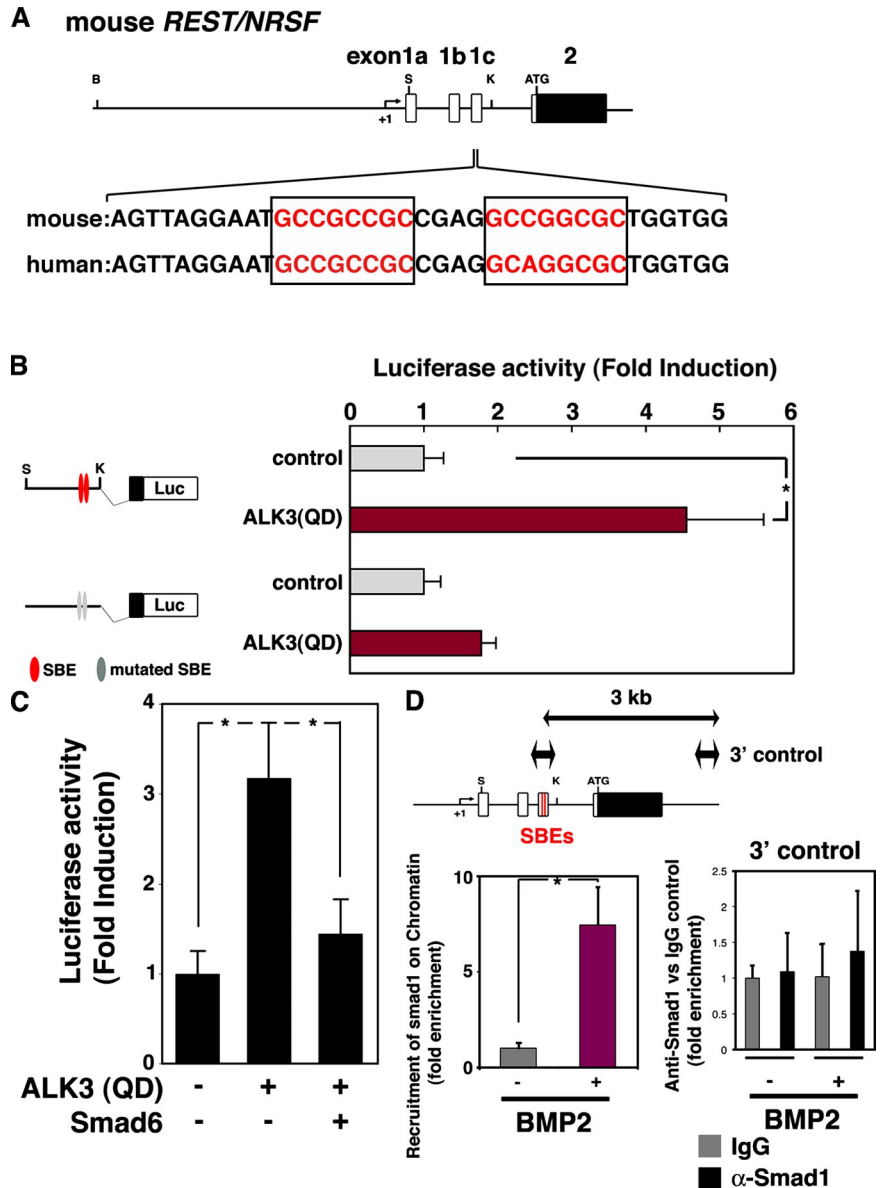 A mouse REST/NRSF
exon1a 1b 1c 2
B S K ATG
+1
mouse:AGTTAGGAATGCCGCCGCCCGAGGCCGGCGCTGGTGG
human:AGTTAGGAATGCCGCCGCCCGAGGCAGGCGCTGGTGG
B
Luciferase activity (Fold Induction)
0 1 2 3 4 5 6
S K
Luc
control
*
ALK3(QD)
control
Luc
ALK3(QD)
SBE mutated SBE
C
Luciferase activity
(Fold Induction)
4
3
2
1
0
* *
ALK3 (QD) - + +
Smad6 - - +
D
3 kb
3' control
S K ATG
+1
SBEs
Recruitment of smad1 on Chromatin
(fold enrichment)
10
5
0
*
- +
BMP2
3' control
Anti-Smad1 vs IgG control
(fold enrichment)
2.5
2
1.5
1
0.5
0
- +
BMP2
IgG
α-Smad1